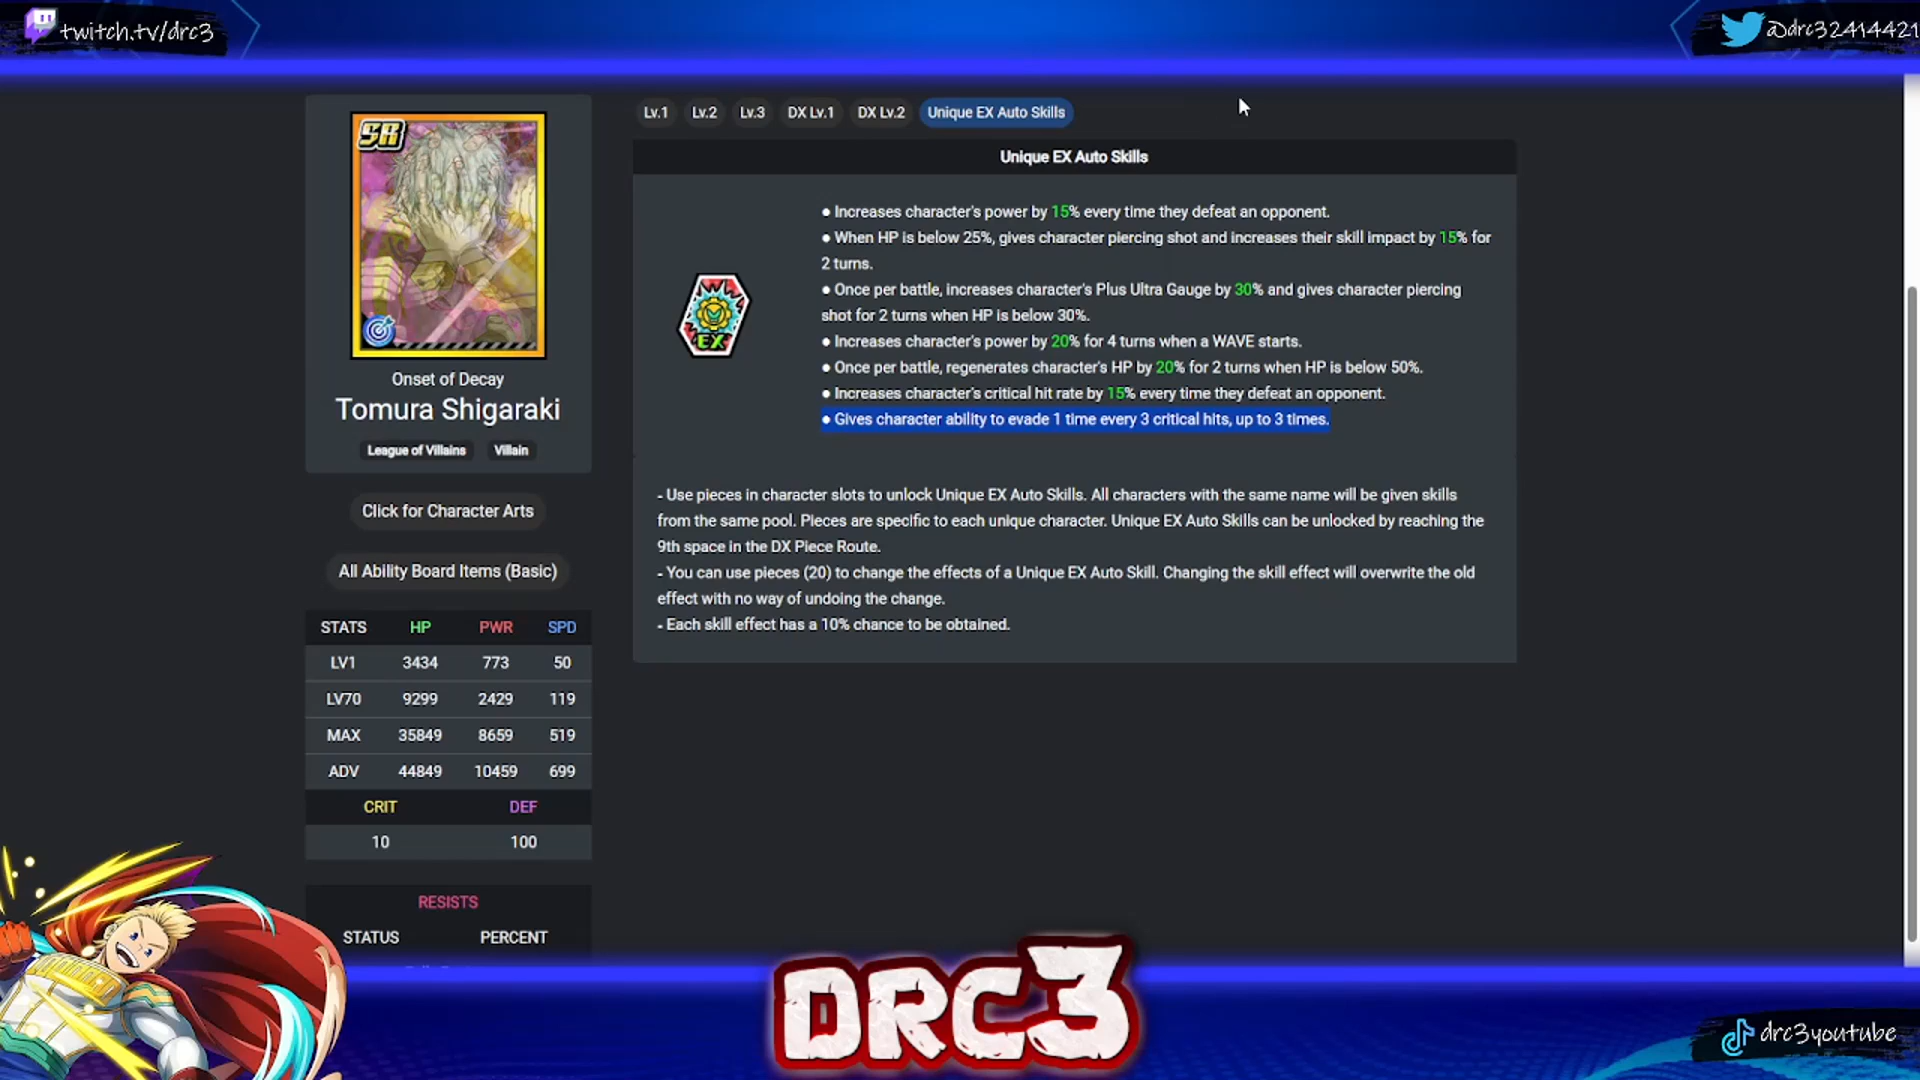 twitch.tv/drc3
@drc32414421
Lv.1 Lv.2 Lv.3 DX Lv.1 DX Lv.2 Unique EX Auto Skills
SR
Onset of Decay
Tomura Shigaraki
League of Villains Villain
Click for Character Arts
All Ability Board Items (Basic)
STATS HP PWR SPD
LV1 3434 773 50
LV70 9299 2429 119
MAX 35849 8659 519
ADV 44849 10459 699
CRIT DEF
10 100
RESISTS
STATUS PERCENT
Unique EX Auto Skills
EX
● Increases character's power by 15% every time they defeat an opponent.
● When HP is below 25%, gives character piercing shot and increases their skill impact by 15% for
2 turns.
● Once per battle, increases character's Plus Ultra Gauge by 30% and gives character piercing
shot for 2 turns when HP is below 30%.
● Increases character's power by 20% for 4 turns when a WAVE starts.
● Once per battle, regenerates character's HP by 20% for 2 turns when HP is below 50%.
● Increases character's critical hit rate by 15% every time they defeat an opponent.
● Gives character ability to evade 1 time every 3 critical hits, up to 3 times.
- Use pieces in character slots to unlock Unique EX Auto Skills. All characters with the same name will be given skills
from the same pool. Pieces are specific to each unique character. Unique EX Auto Skills can be unlocked by reaching the
9th space in the DX Piece Route.
- You can use pieces (20) to change the effects of a Unique EX Auto Skill. Changing the skill effect will overwrite the old
effect with no way of undoing the change.
- Each skill effect has a 10% chance to be obtained.
DRC3
drc3youtube